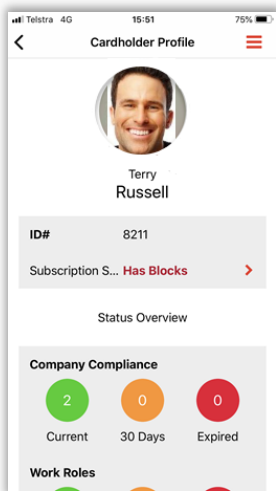 Telstra 4G 15:51 75%
Cardholder Profile
Terry
Russell
ID# 8211
Subscription S... Has Blocks
Status Overview
Company Compliance
2 0 0
Current 30 Days Expired
Work Roles